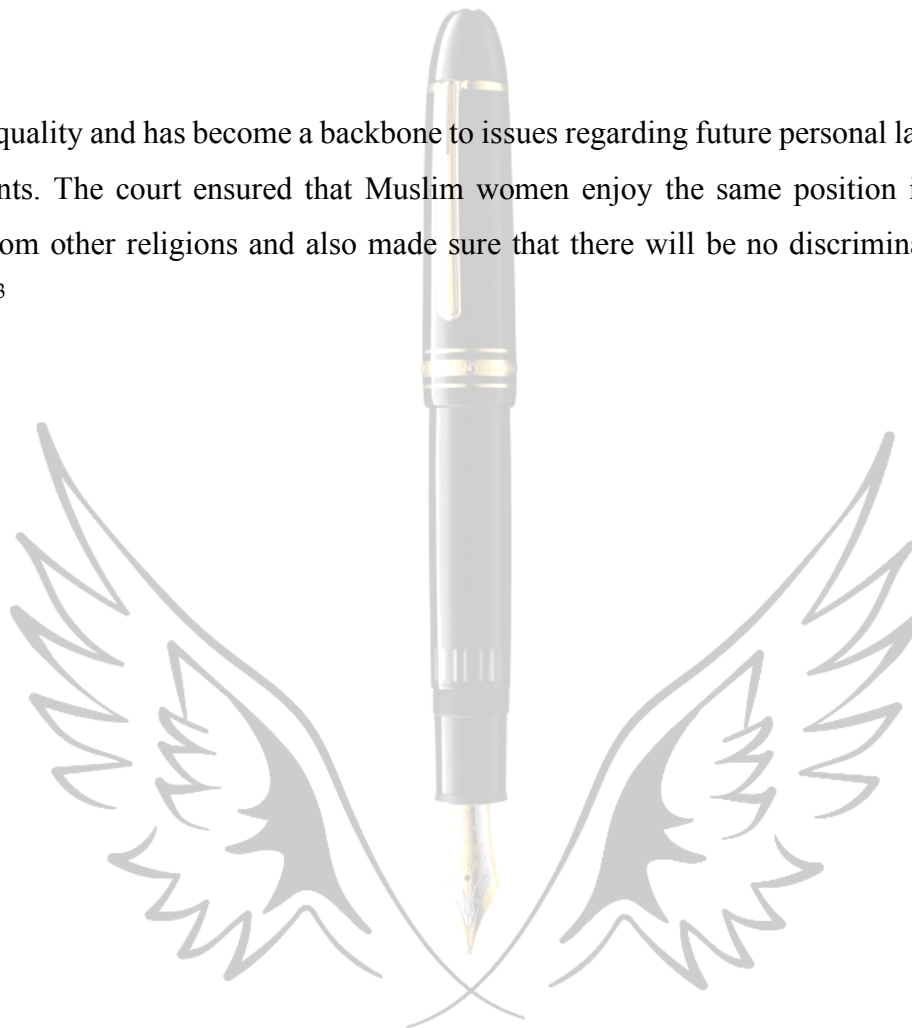 quality and has become a backbone to issues regarding future personal la
nts. The court ensured that Muslim women enjoy the same position i
om other religions and also made sure that there will be no discrimina
3